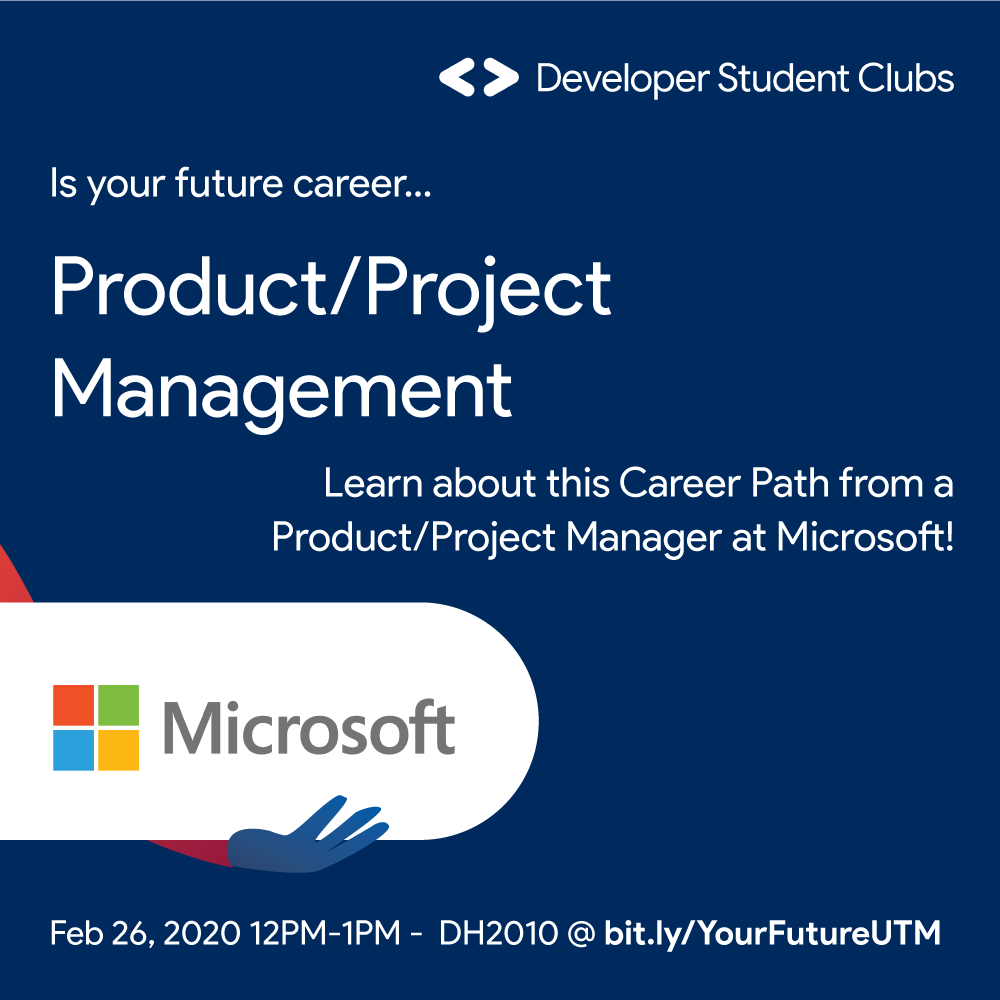 <> Developer Student Clubs
Is your future career...
Product/Project
Management
Learn about this Career Path from a
Product/Project Manager at Microsoft!
Microsoft
Feb 26, 2020 12PM-1PM - DH2010 @ bit.ly/YourFutureUTM